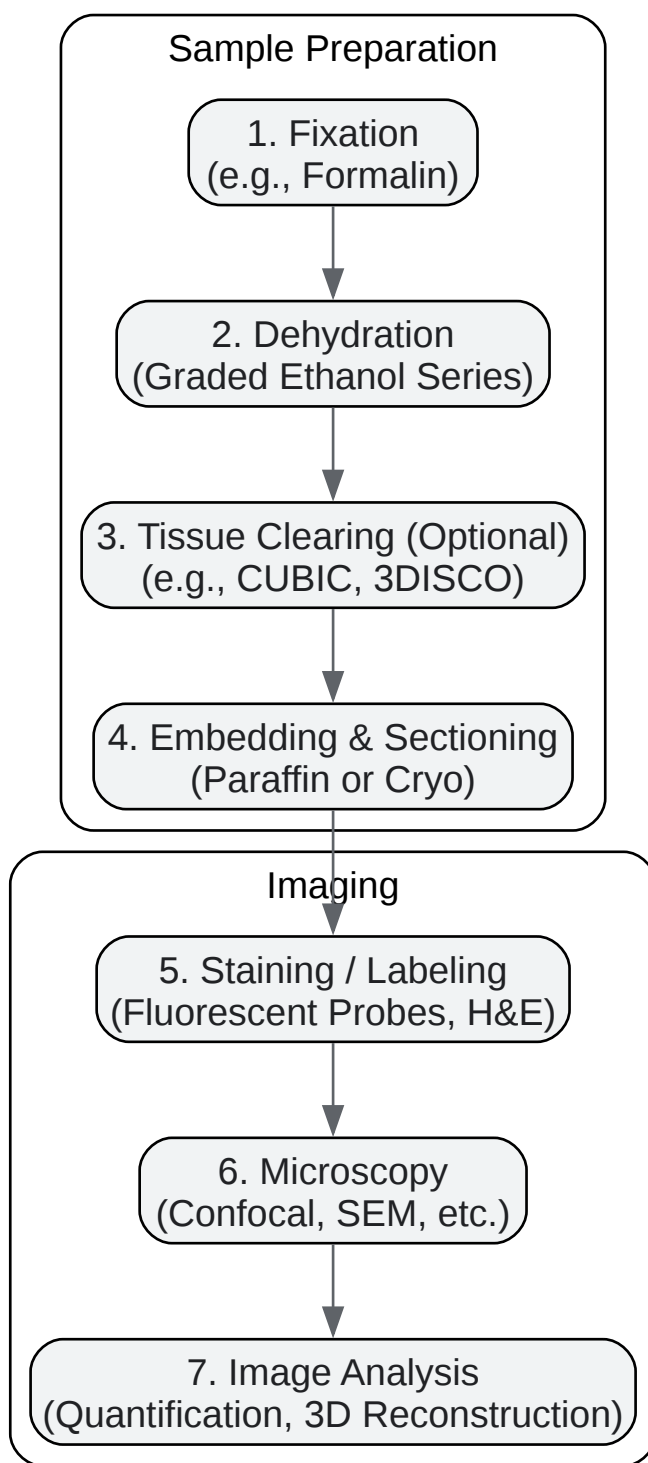 Sample Preparation
1. Fixation
(e.g., Formalin)
2. Dehydration
(Graded Ethanol Series)
3. Tissue Clearing (Optional)
(e.g., CUBIC, 3DISCO)
4. Embedding & Sectioning
(Paraffin or Cryo)
Imaging
5. Staining / Labeling
(Fluorescent Probes, H&E)
6. Microscopy
(Confocal, SEM, etc.)
7. Image Analysis
(Quantification, 3D Reconstruction)